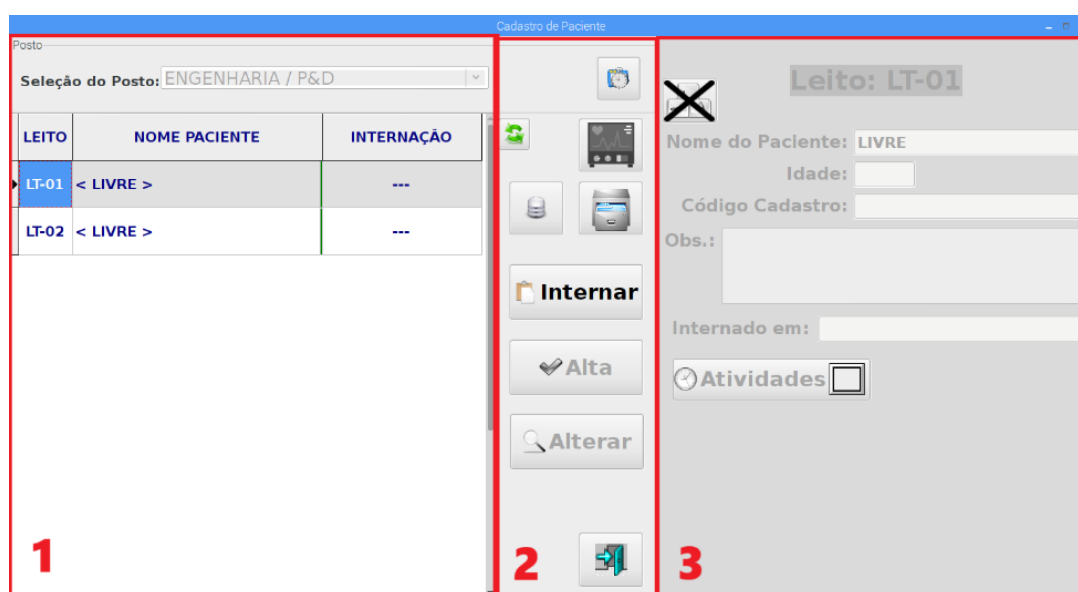 Cadastro de Paciente
Posto
Seleção do Posto: ENGENHARIA / P&D
LEITO NOME PACIENTE INTERNAÇÃO
LT-01 < LIVRE > ---
LT-02 < LIVRE > ---
1
Internar
Alta
Alterar
2
Leito: LT-01
Nome do Paciente: LIVRE
Idade:
Código Cadastro:
Obs.:
Internado em:
Atividades
3